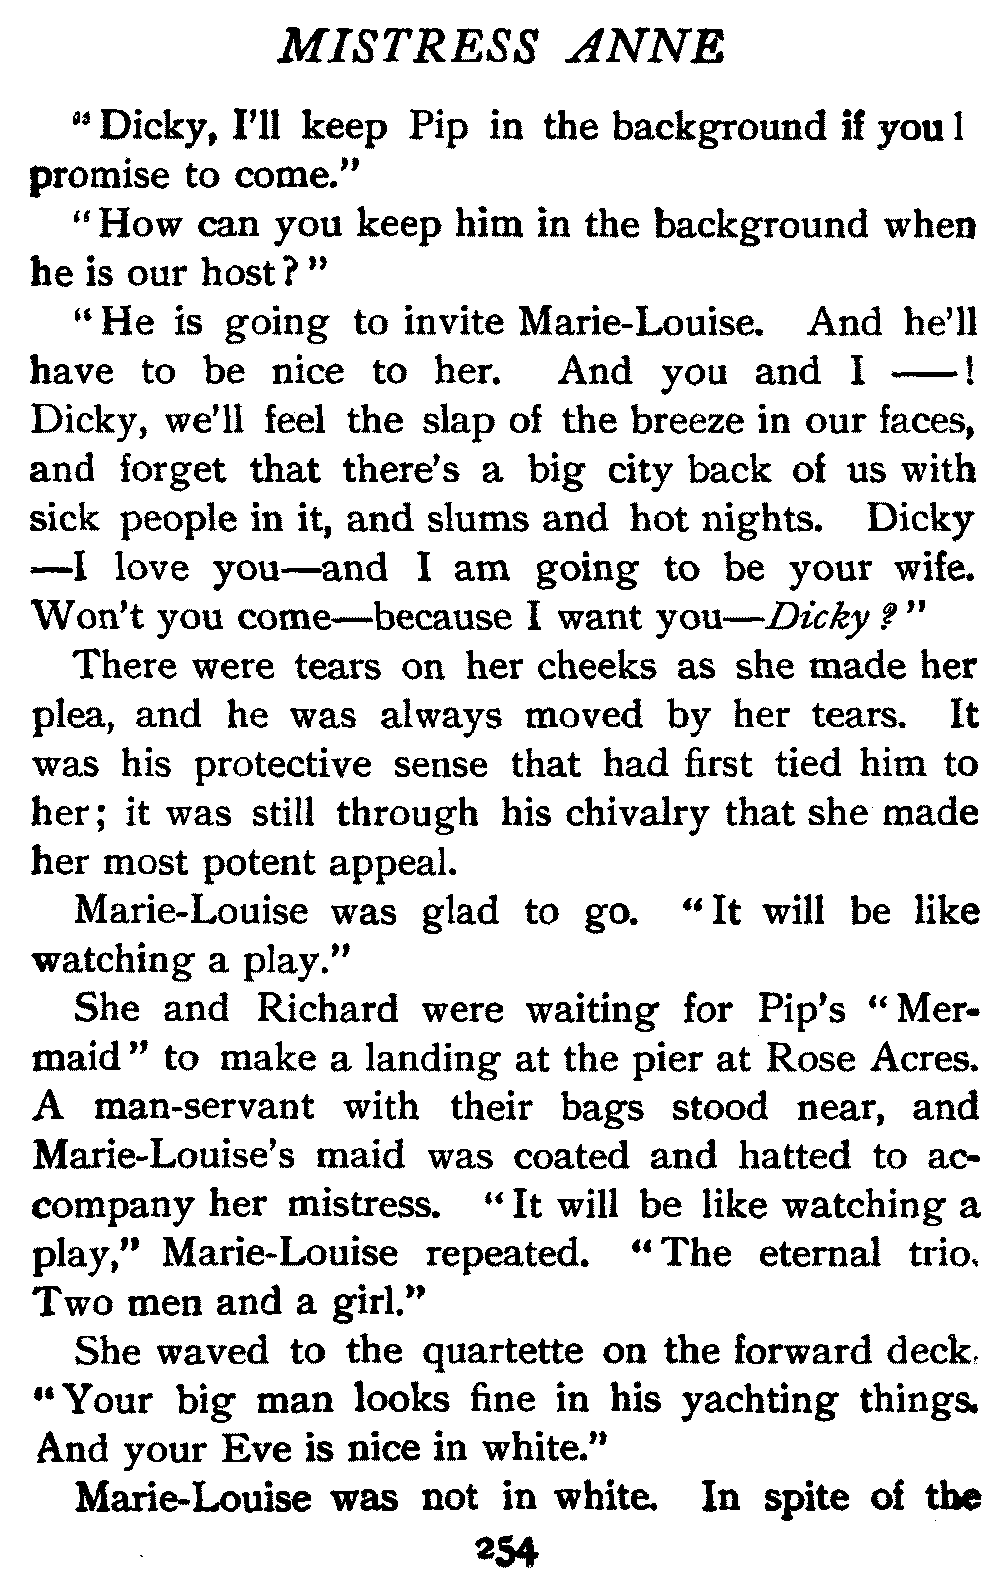 MISTRESS ANNE
"Dicky, I'll keep Pip in the background if you'll
promise to come."
"How can you keep him in the background when
he is our host?"
"He is going to invite Marie-Louise. And he'll
have to be nice to her. And you and I ——!
Dicky, we'll feel the slap of the breeze in our faces,
and forget that there's a big city back of us with
sick people in it, and slums and hot nights. Dicky
—I love you—and I am going to be your wife.
Won't you come—because I want you—Dicky?"
There were tears on her cheeks as she made her
plea, and he was always moved by her tears. It
was his protective sense that had first tied him to
her; it was still through his chivalry that she made
her most potent appeal.
Marie-Louise was glad to go. "It will be like
watching a play."
She and Richard were waiting for Pip's "Mer-
maid" to make a landing at the pier at Rose Acres.
A man-servant with their bags stood near, and
Marie-Louise's maid was coated and hatted to ac-
company her mistress. "It will be like watching a
play," Marie-Louise repeated. "The eternal trio.
Two men and a girl."
She waved to the quartette on the forward deck.
"Your big man looks fine in his yachting things.
And your Eve is nice in white."
Marie-Louise was not in white. In spite of the
254